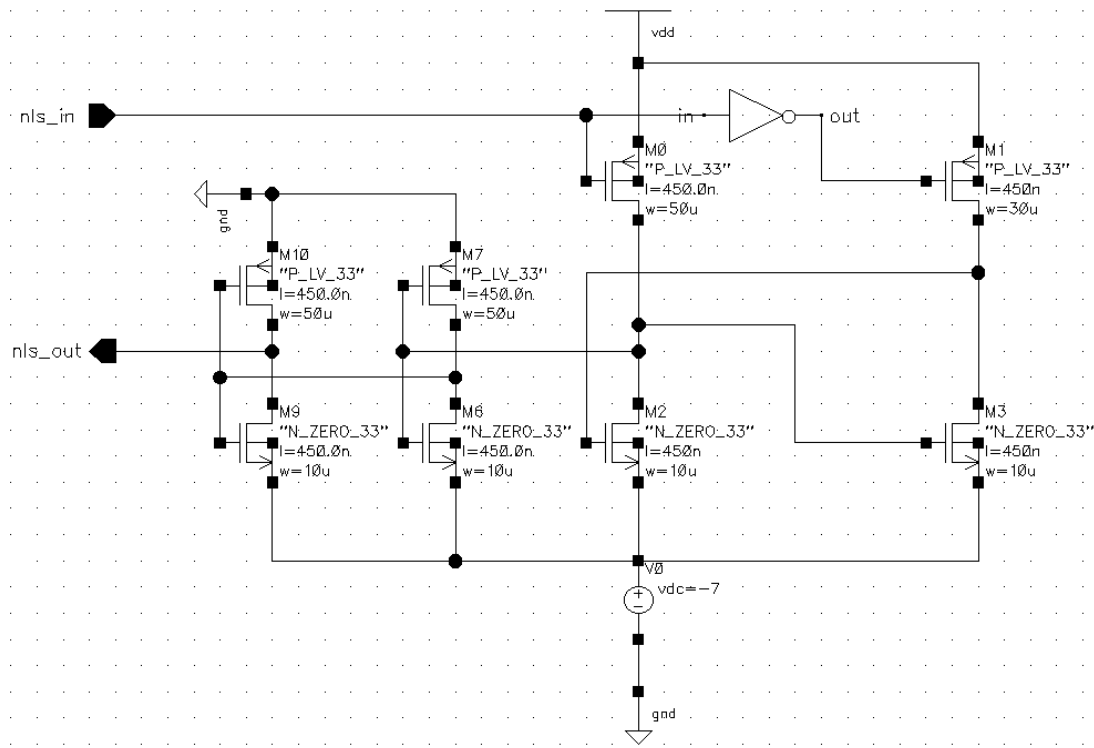 vdd
nls_in
in
out
M0
"P_LV_33"
l=450.0n
w=50u
M1
"P_LV_33"
l=450n
w=30u
gnd
M10
"P_LV_33"
l=450.0n
w=50u
M7
"P_LV_33"
l=450.0n
w=50u
nls_out
M9
"N_ZERO_33"
l=450.0n
w=10u
M6
"N_ZERO_33"
l=450.0n
w=10u
M2
"N_ZERO_33"
l=450n
w=10u
M3
"N_ZERO_33"
l=450n
w=10u
V0
vdc=-7
gnd